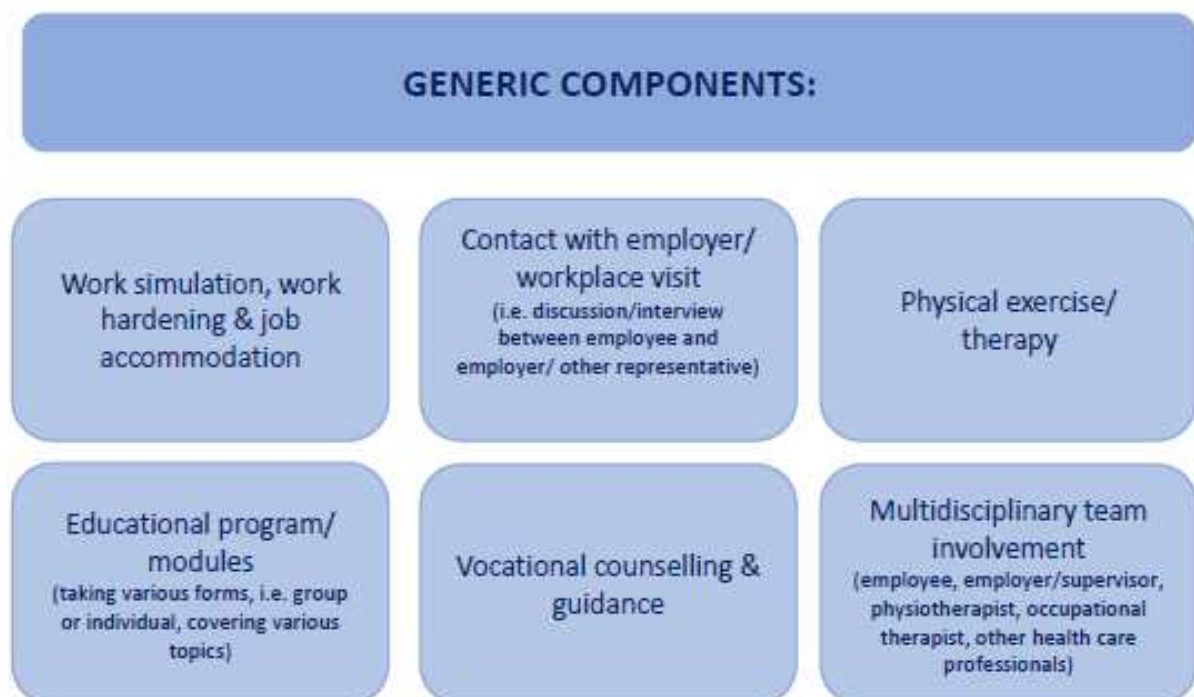 GENERIC COMPONENTS:
Work simulation, work
hardening & job
accommodation
Contact with employer/
workplace visit
(i.e. discussion/interview
between employee and
employer/ other representative)
Physical exercise/
therapy
Educational program/
modules
(taking various forms, i.e. group
or individual, covering various
topics)
Vocational counselling &
guidance
Multidisciplinary team
involvement
(employee, employer/supervisor,
physiotherapist, occupational
therapist, other health care
professionals)